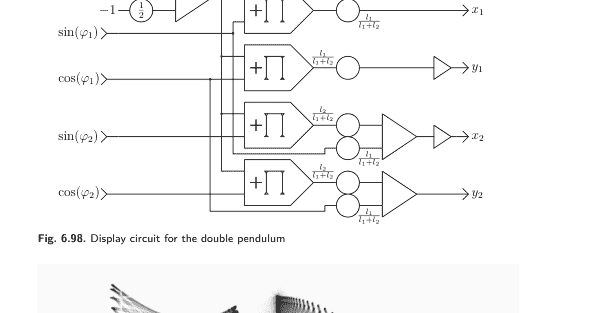 −1 1/2 +∏ l₁/(l₁+l₂) x₁
sin(φ₁)
+∏ l₁/(l₁+l₂) y₁
cos(φ₁)
+∏ l₂/(l₁+l₂) x₂
sin(φ₂)
l₁/(l₁+l₂)
+∏ l₂/(l₁+l₂)
cos(φ₂) y₂
l₁/(l₁+l₂)
Fig. 6.98. Display circuit for the double pendulum